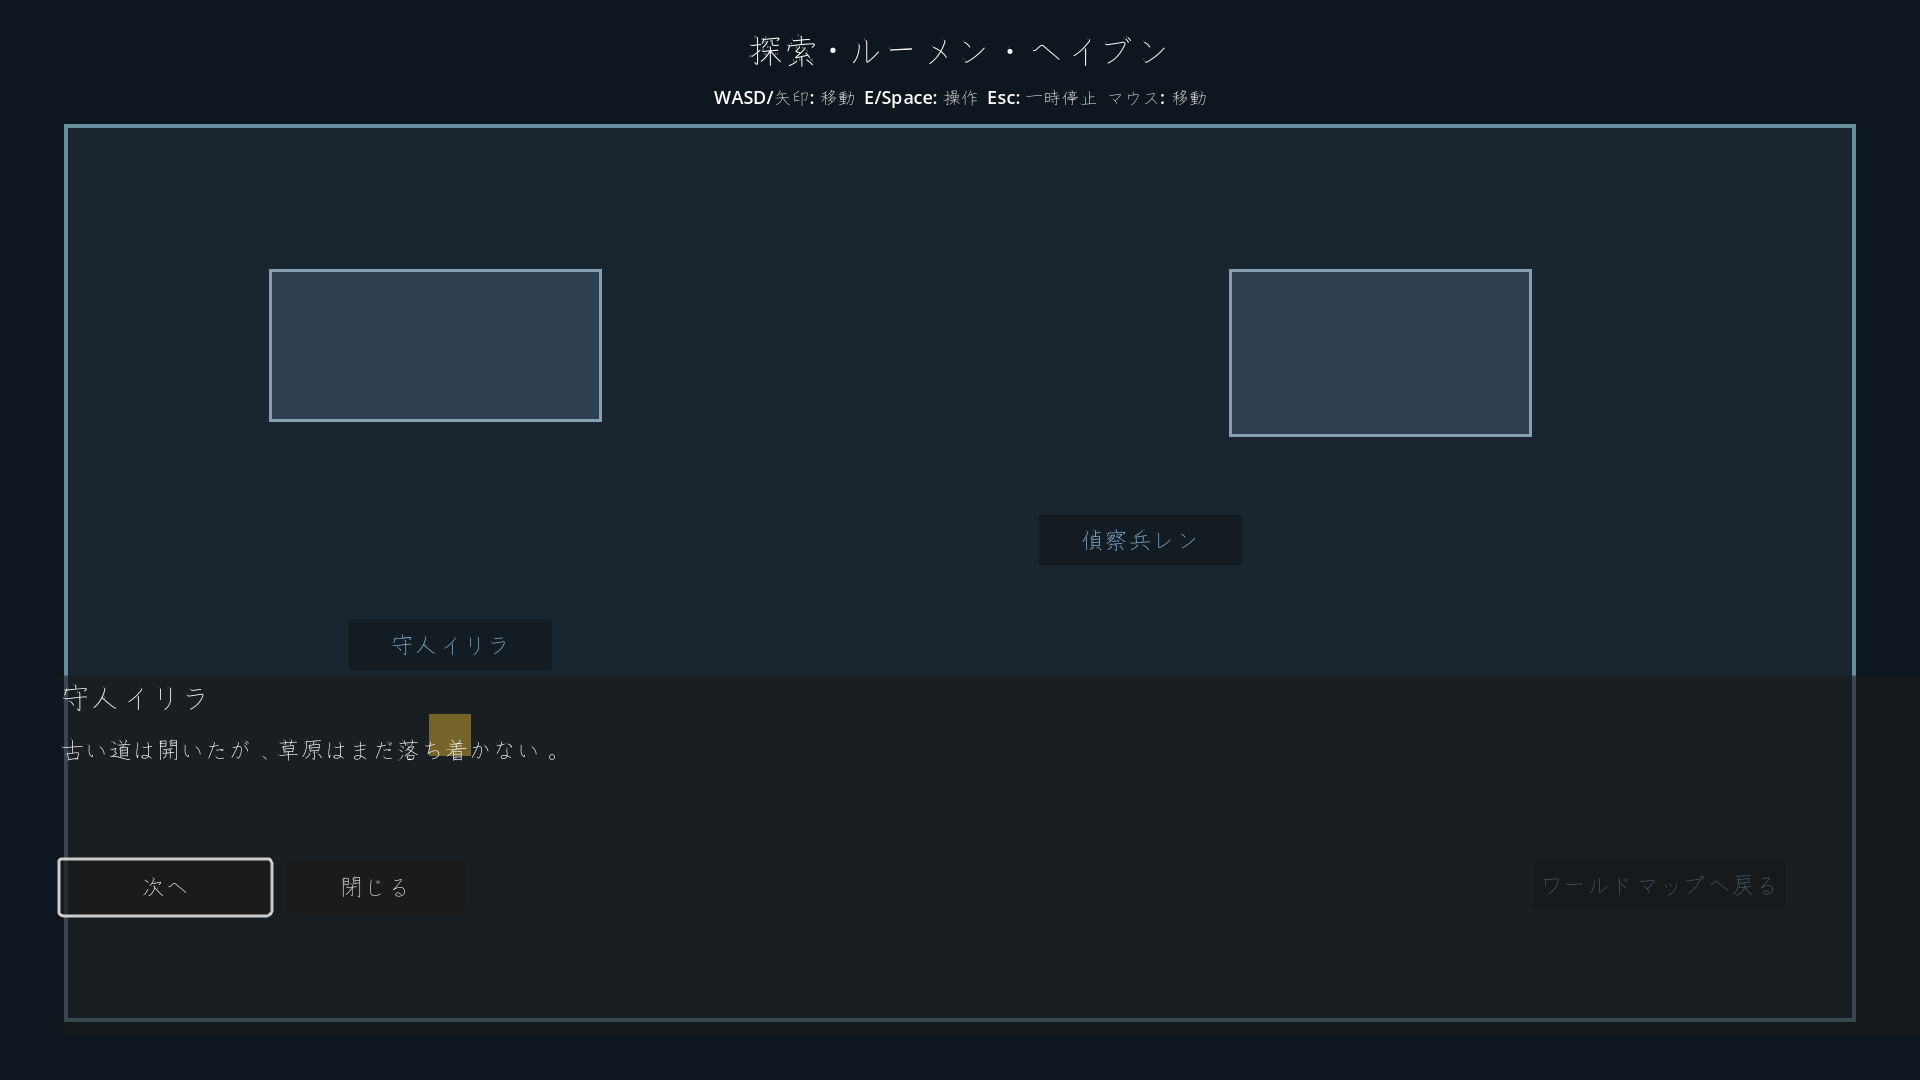 探索・ルーメン・ヘイブン
WASD/矢印: 移動 E/Space: 操作 Esc: 一時停止 マウス: 移動
偵察兵レン
守人イリラ
守人イリラ
古い道は開いたが、草原はまだ落ち着かない。
次へ
閉じる
ワールドマップへ戻る